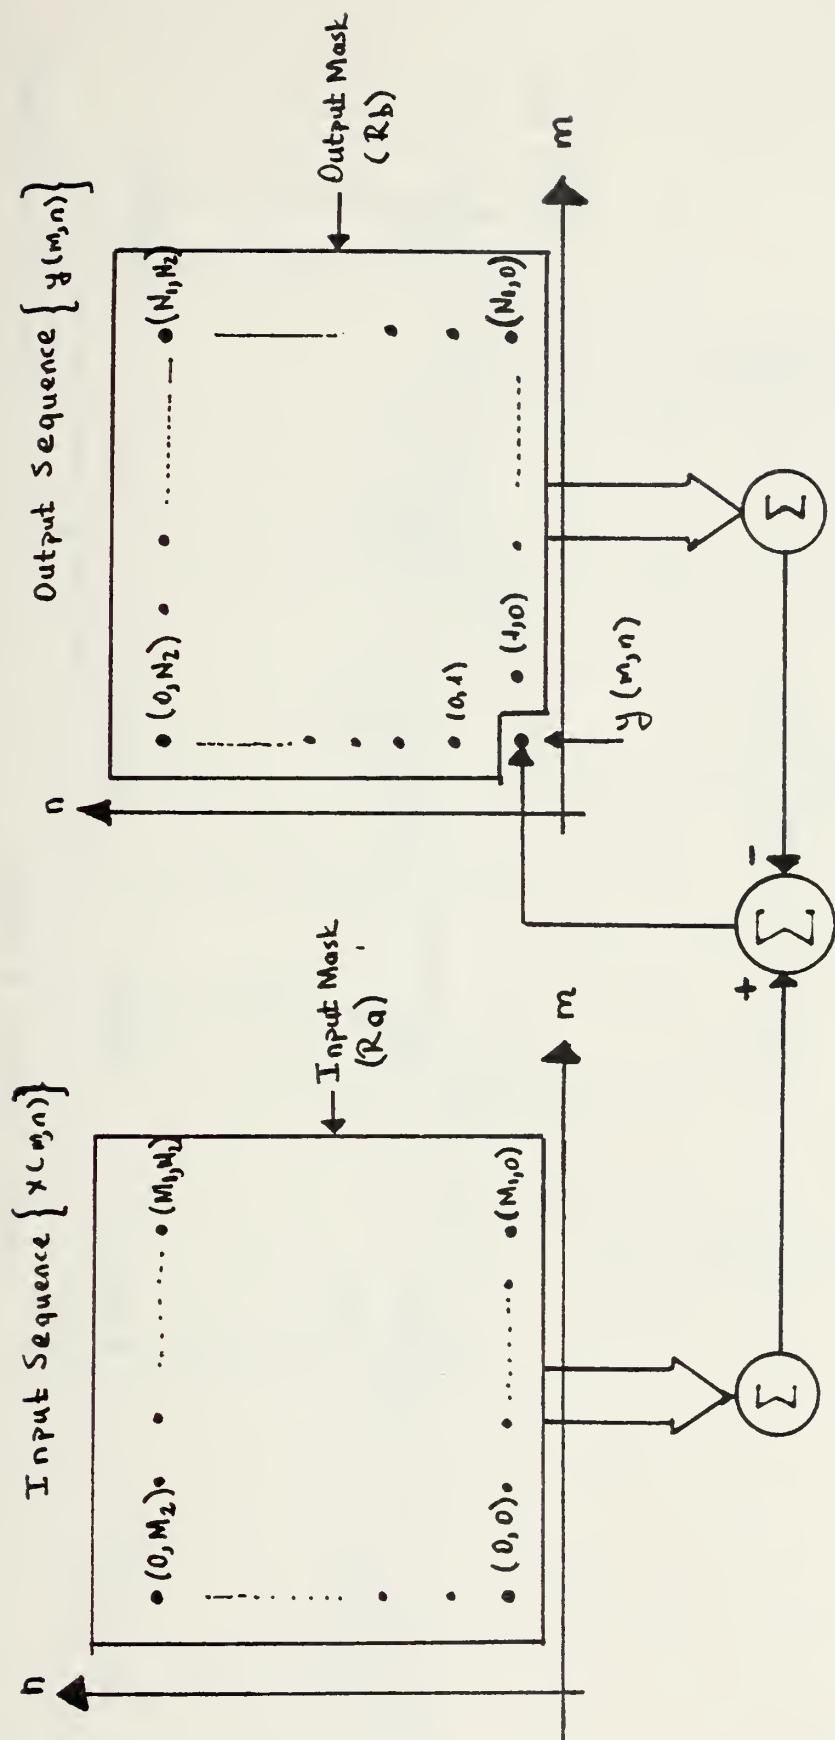 Input Sequence { x(m,n)}
n
(0,M₂)
(M₁,M₂)
Input Mask
(Ra)
(0,0)
(M₁,0)
m
Σ
+
Σ
-
Output Sequence { y(m,n)}
n
(0,N₂)
(N₁,N₂)
Output Mask
(Rb)
(0,1)
(1,0)
(N₁,0)
m
y(m,n)
Σ